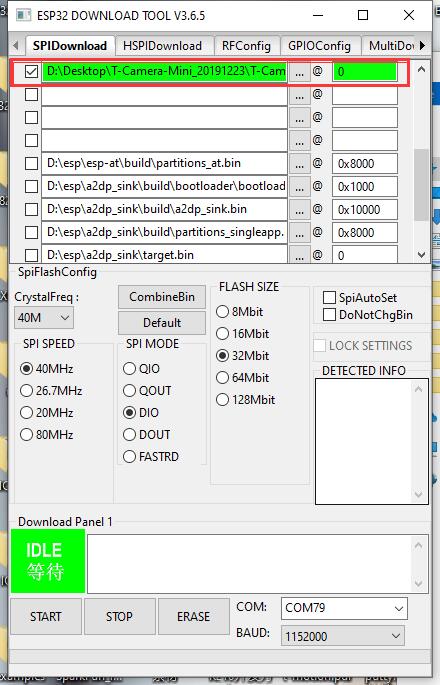 ESP32 DOWNLOAD TOOL V3.6.5
SPIDownload HSPIDownload RFConfig GPIOConfig MultiDow
D:\Desktop\T-Camera-Mini_20191223\T-Cam ... @ 0
... @
... @
... @
D:\esp\esp-at\build\partitions_at.bin ... @ 0x8000
D:\esp\a2dp_sink\build\bootloader\bootload ... @ 0x1000
D:\esp\a2dp_sink\build\a2dp_sink.bin ... @ 0x10000
D:\esp\a2dp_sink\build\partitions_singleapp. ... @ 0x8000
D:\esp\a2dp_sink\target.bin ... @ 0
SpiFlashConfig
CrystalFreq :
40M
CombineBin
Default
SPI SPEED
40MHz
26.7MHz
20MHz
80MHz
SPI MODE
QIO
QOUT
DIO
DOUT
FASTRD
FLASH SIZE
8Mbit
16Mbit
32Mbit
64Mbit
128Mbit
SpiAutoSet
DoNotChgBin
LOCK SETTINGS
DETECTED INFO
Download Panel 1
IDLE
等待
START STOP ERASE
COM: COM79
BAUD: 1152000